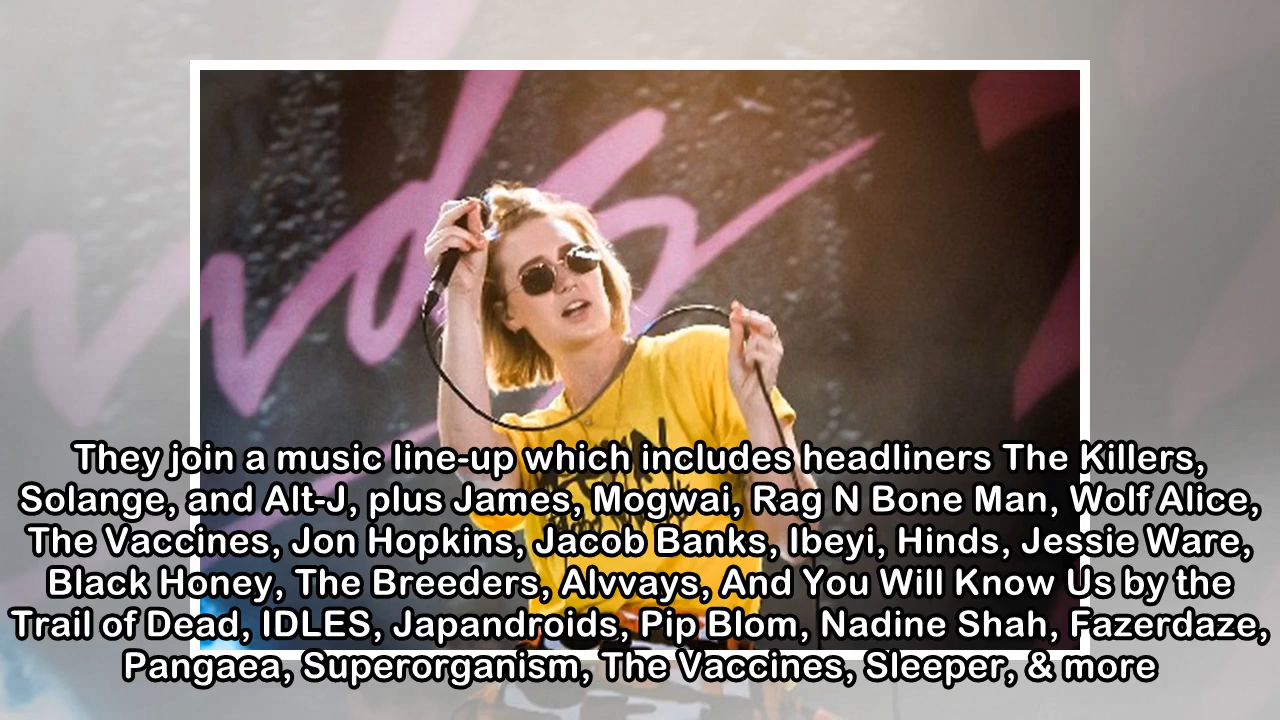 They join a music line-up which includes headliners The Killers,
Solange, and Alt-J, plus James, Mogwai, Rag N Bone Man, Wolf Alice,
The Vaccines, Jon Hopkins, Jacob Banks, Ibeyi, Hinds, Jessie Ware,
Black Honey, The Breeders, Alvvays, And You Will Know Us by the
Trail of Dead, IDLES, Japandroids, Pip Blom, Nadine Shah, Fazerdaze,
Pangaea, Superorganism, The Vaccines, Sleeper, & more